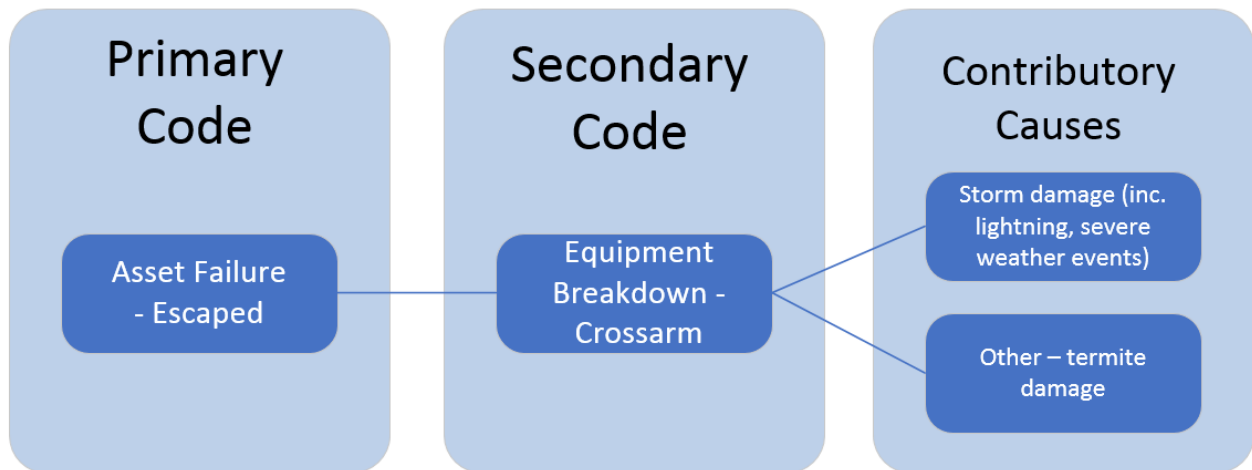 Primary
Code
Secondary
Code
Contributory
Causes
Asset Failure
- Escaped
Equipment
Breakdown -
Crossarm
Storm damage (inc.
lightning, severe
weather events)
Other – termite
damage